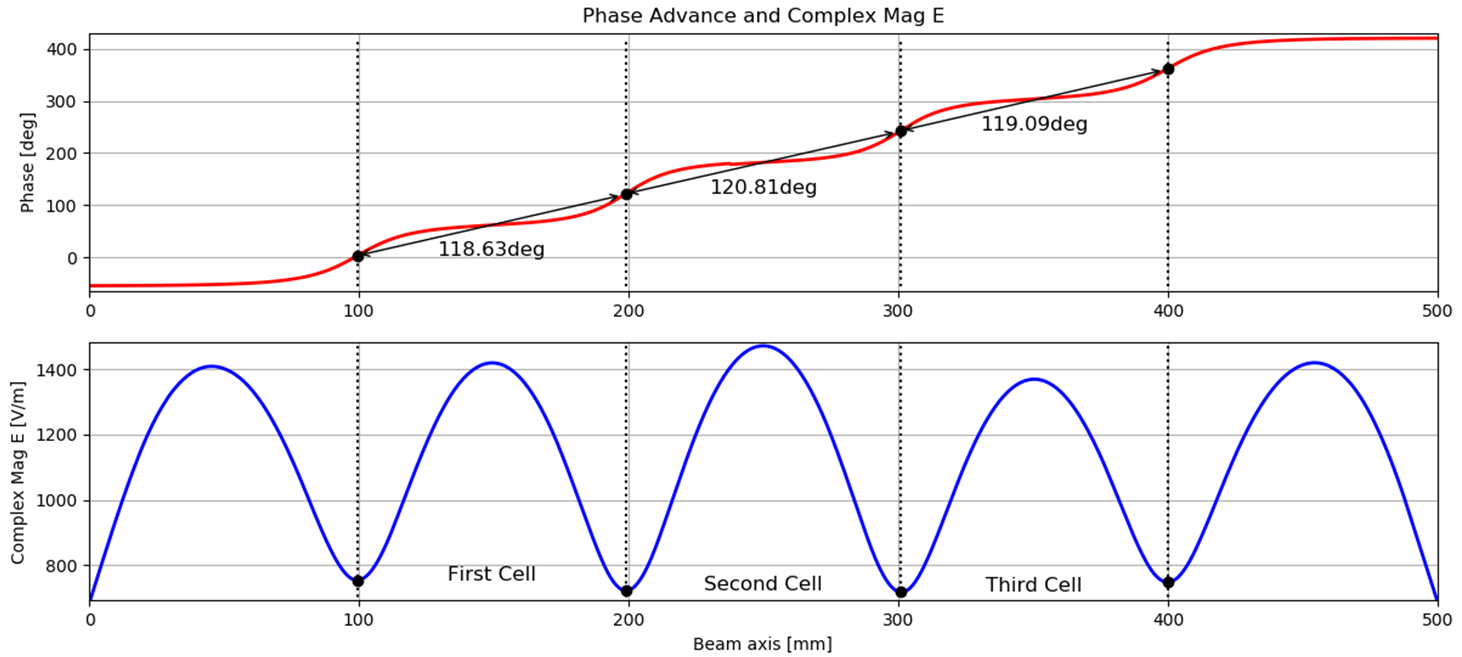 Phase Advance and Complex Mag E
Phase [deg]
400
300
200
100
0
118.63deg
120.81deg
119.09deg
0 100 200 300 400 500
Complex Mag E [V/m]
1400
1200
1000
800
First Cell
Second Cell
Third Cell
0 100 200 300 400 500
Beam axis [mm]